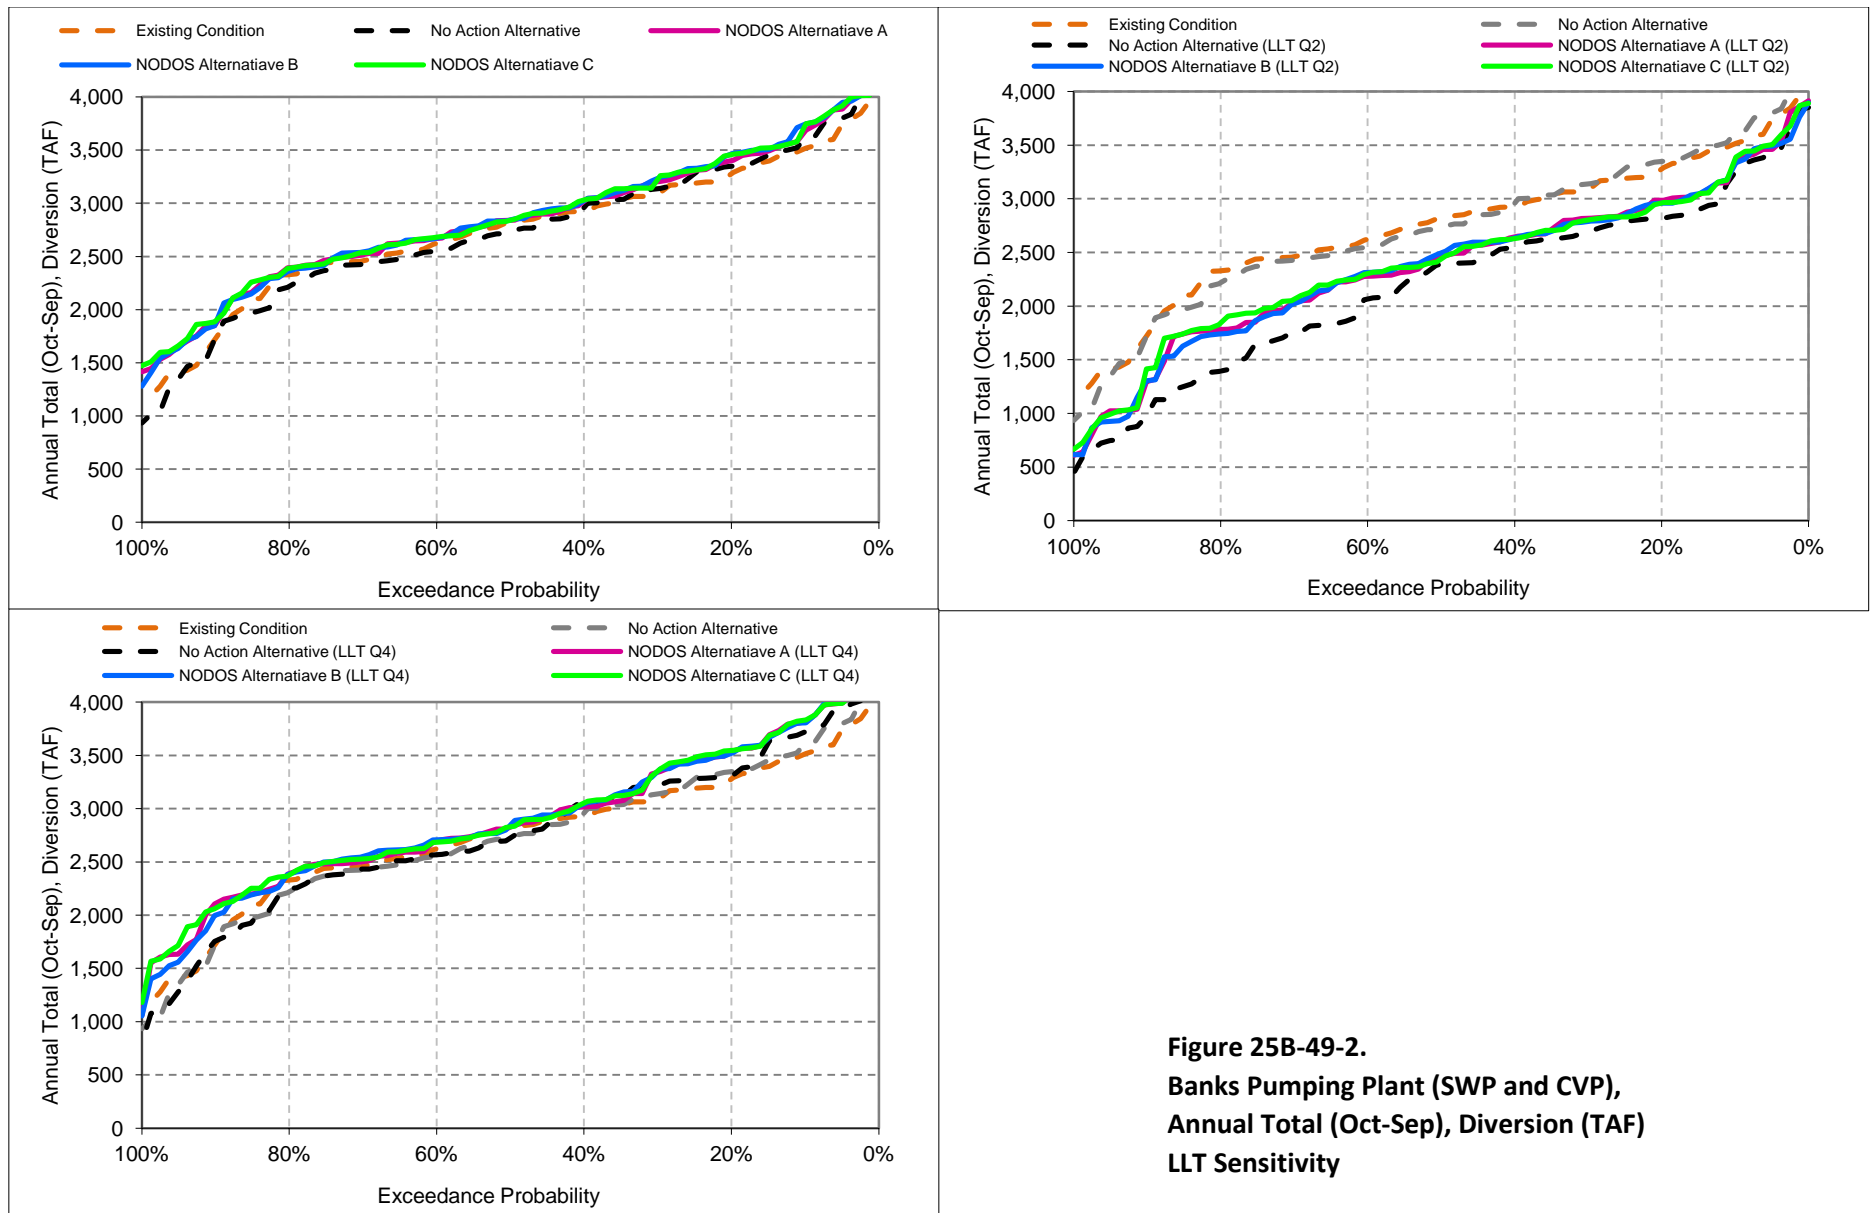 Existing Condition
No Action Alternative
NODOS Alternatiave A
NODOS Alternatiave B
NODOS Alternatiave C
Annual Total (Oct-Sep), Diversion (TAF)
4,000
3,500
3,000
2,500
2,000
1,500
1,000
500
0
100% 80% 60% 40% 20% 0%
Exceedance Probability
Existing Condition
No Action Alternative
No Action Alternative (LLT Q2)
NODOS Alternatiave A (LLT Q2)
NODOS Alternatiave B (LLT Q2)
NODOS Alternatiave C (LLT Q2)
Annual Total (Oct-Sep), Diversion (TAF)
4,000
3,500
3,000
2,500
2,000
1,500
1,000
500
0
100% 80% 60% 40% 20% 0%
Exceedance Probability
Existing Condition
No Action Alternative
No Action Alternative (LLT Q4)
NODOS Alternatiave A (LLT Q4)
NODOS Alternatiave B (LLT Q4)
NODOS Alternatiave C (LLT Q4)
Annual Total (Oct-Sep), Diversion (TAF)
4,000
3,500
3,000
2,500
2,000
1,500
1,000
500
0
100% 80% 60% 40% 20% 0%
Exceedance Probability
Figure 25B-49-2.
Banks Pumping Plant (SWP and CVP),
Annual Total (Oct-Sep), Diversion (TAF)
LLT Sensitivity